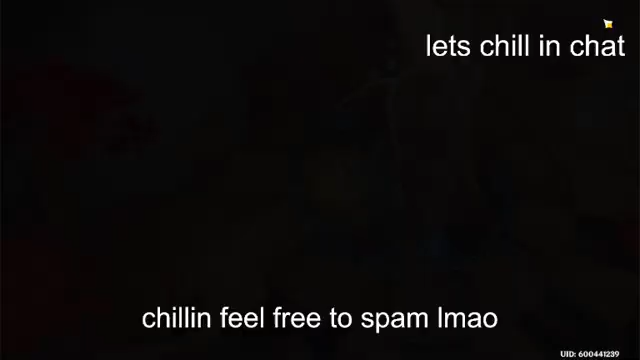 lets chill in chat
chillin feel free to spam lmao
UID: 600441239